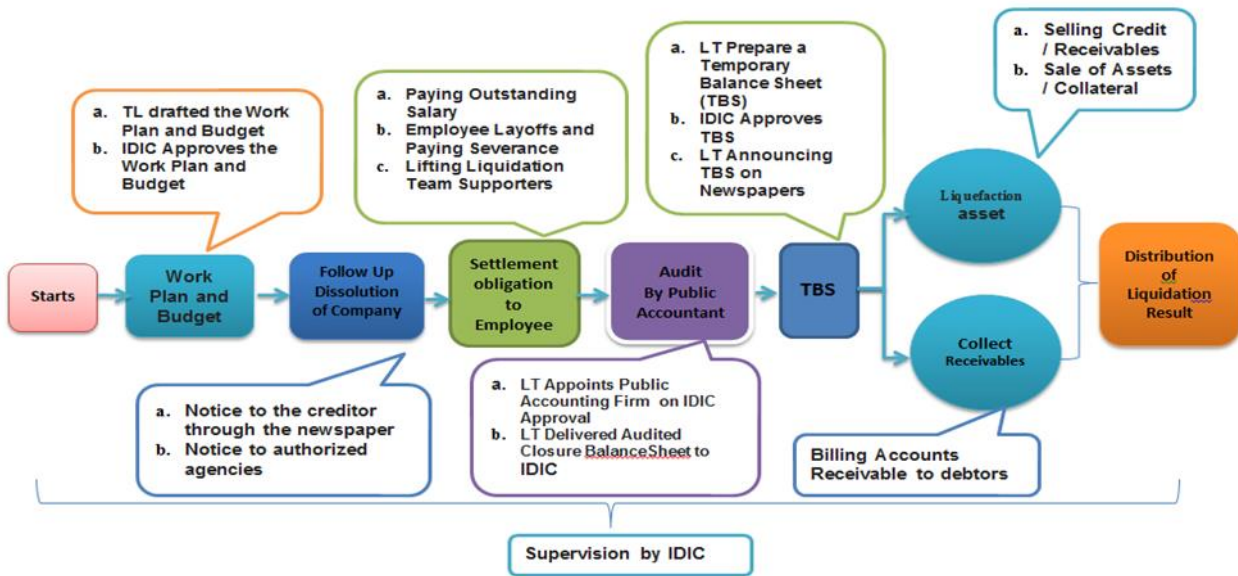 a. Selling Credit
/ Receivables
b. Sale of Assets
/ Collateral
a. LT Prepare a
Temporary
Balance Sheet
(TBS)
b. IDIC Approves
TBS
c. LT Announcing
TBS on
Newspapers
a. Paying Outstanding
Salary
b. Employee Layoffs and
Paying Severance
c. Lifting Liquidation
Team Supporters
a. TL drafted the Work
Plan and Budget
b. IDIC Approves the
Work Plan and
Budget
Starts
Work
Plan and
Budget
Follow Up
Dissolution
of Company
Settlement
obligation
to
Employee
Audit
By Public
Accountant
TBS
Liquefaction
asset
Collect
Receivables
Distribution
of
Liquidation
Result
a. Notice to the creditor
through the newspaper
b. Notice to authorized
agencies
a. LT Appoints Public
Accounting Firm on IDIC
Approval
b. LT Delivered Audited
Closure BalanceSheet to
IDIC
Billing Accounts
Receivable to debtors
Supervision by IDIC